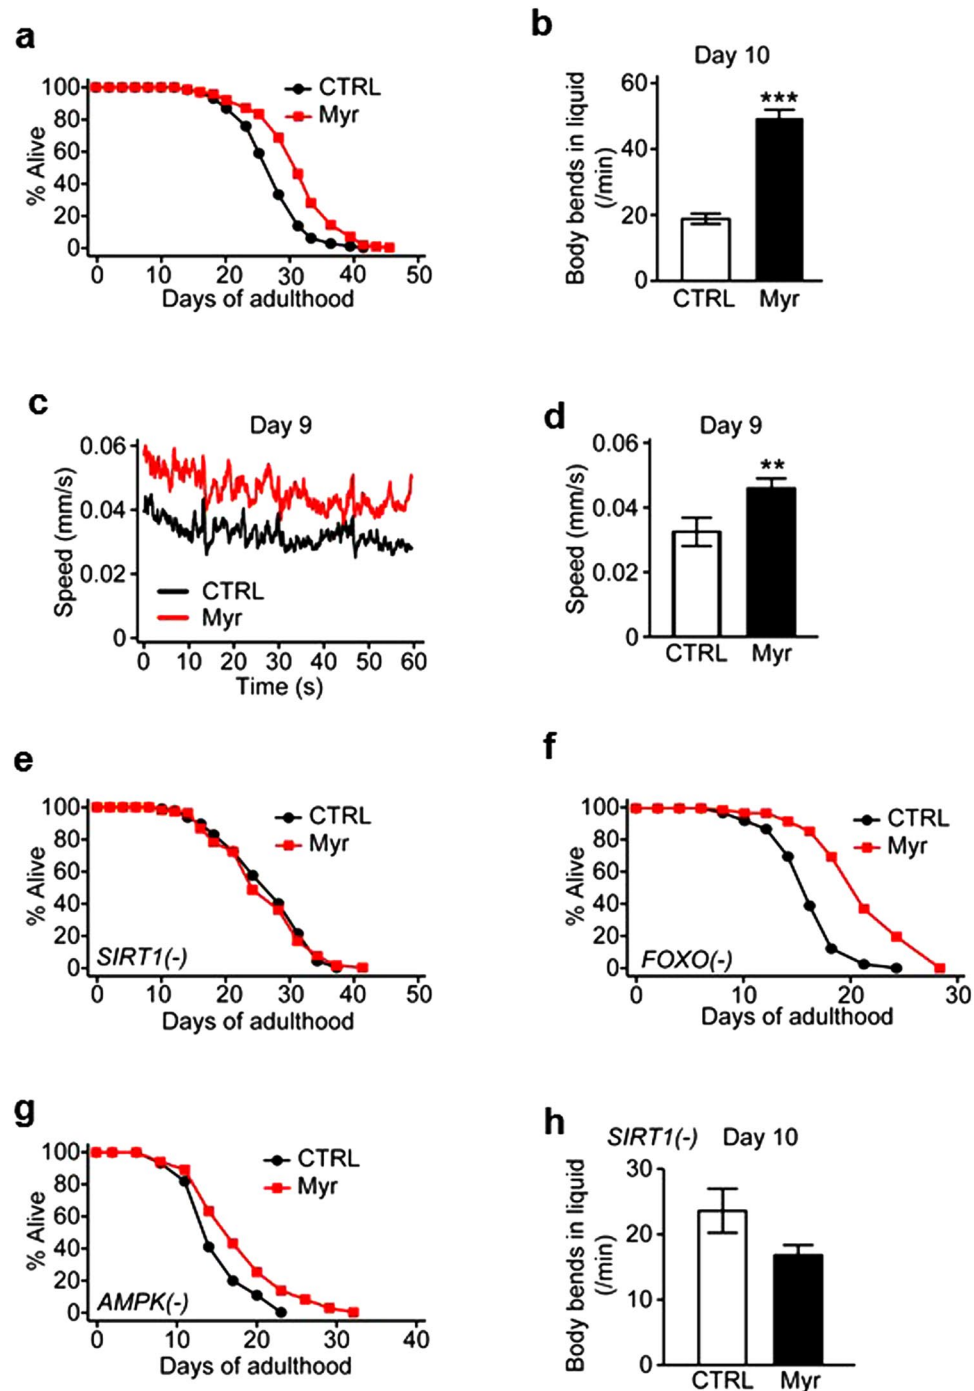 a
100
80
60
40
20
0
% Alive
CTRL
Myr
0 10 20 30 40 50
Days of adulthood
b
Day 10
60
40
20
0
Body bends in liquid
(/min)
***
CTRL Myr
c
Day 9
0.06
0.04
0.02
0
Speed (mm/s)
CTRL
Myr
0 10 20 30 40 50 60
Time (s)
d
Day 9
0.06
0.04
0.02
0
Speed (mm/s)
**
CTRL Myr
e
100
80
60
40
20
0
% Alive
CTRL
Myr
SIRT1(-)
0 10 20 30 40 50
Days of adulthood
f
100
80
60
40
20
0
% Alive
CTRL
Myr
FOXO(-)
0 10 20 30
Days of adulthood
g
100
80
60
40
20
0
% Alive
CTRL
Myr
AMPK(-)
0 10 20 30 40
Days of adulthood
h
SIRT1(-) Day 10
30
20
10
0
Body bends in liquid
(/min)
CTRL Myr